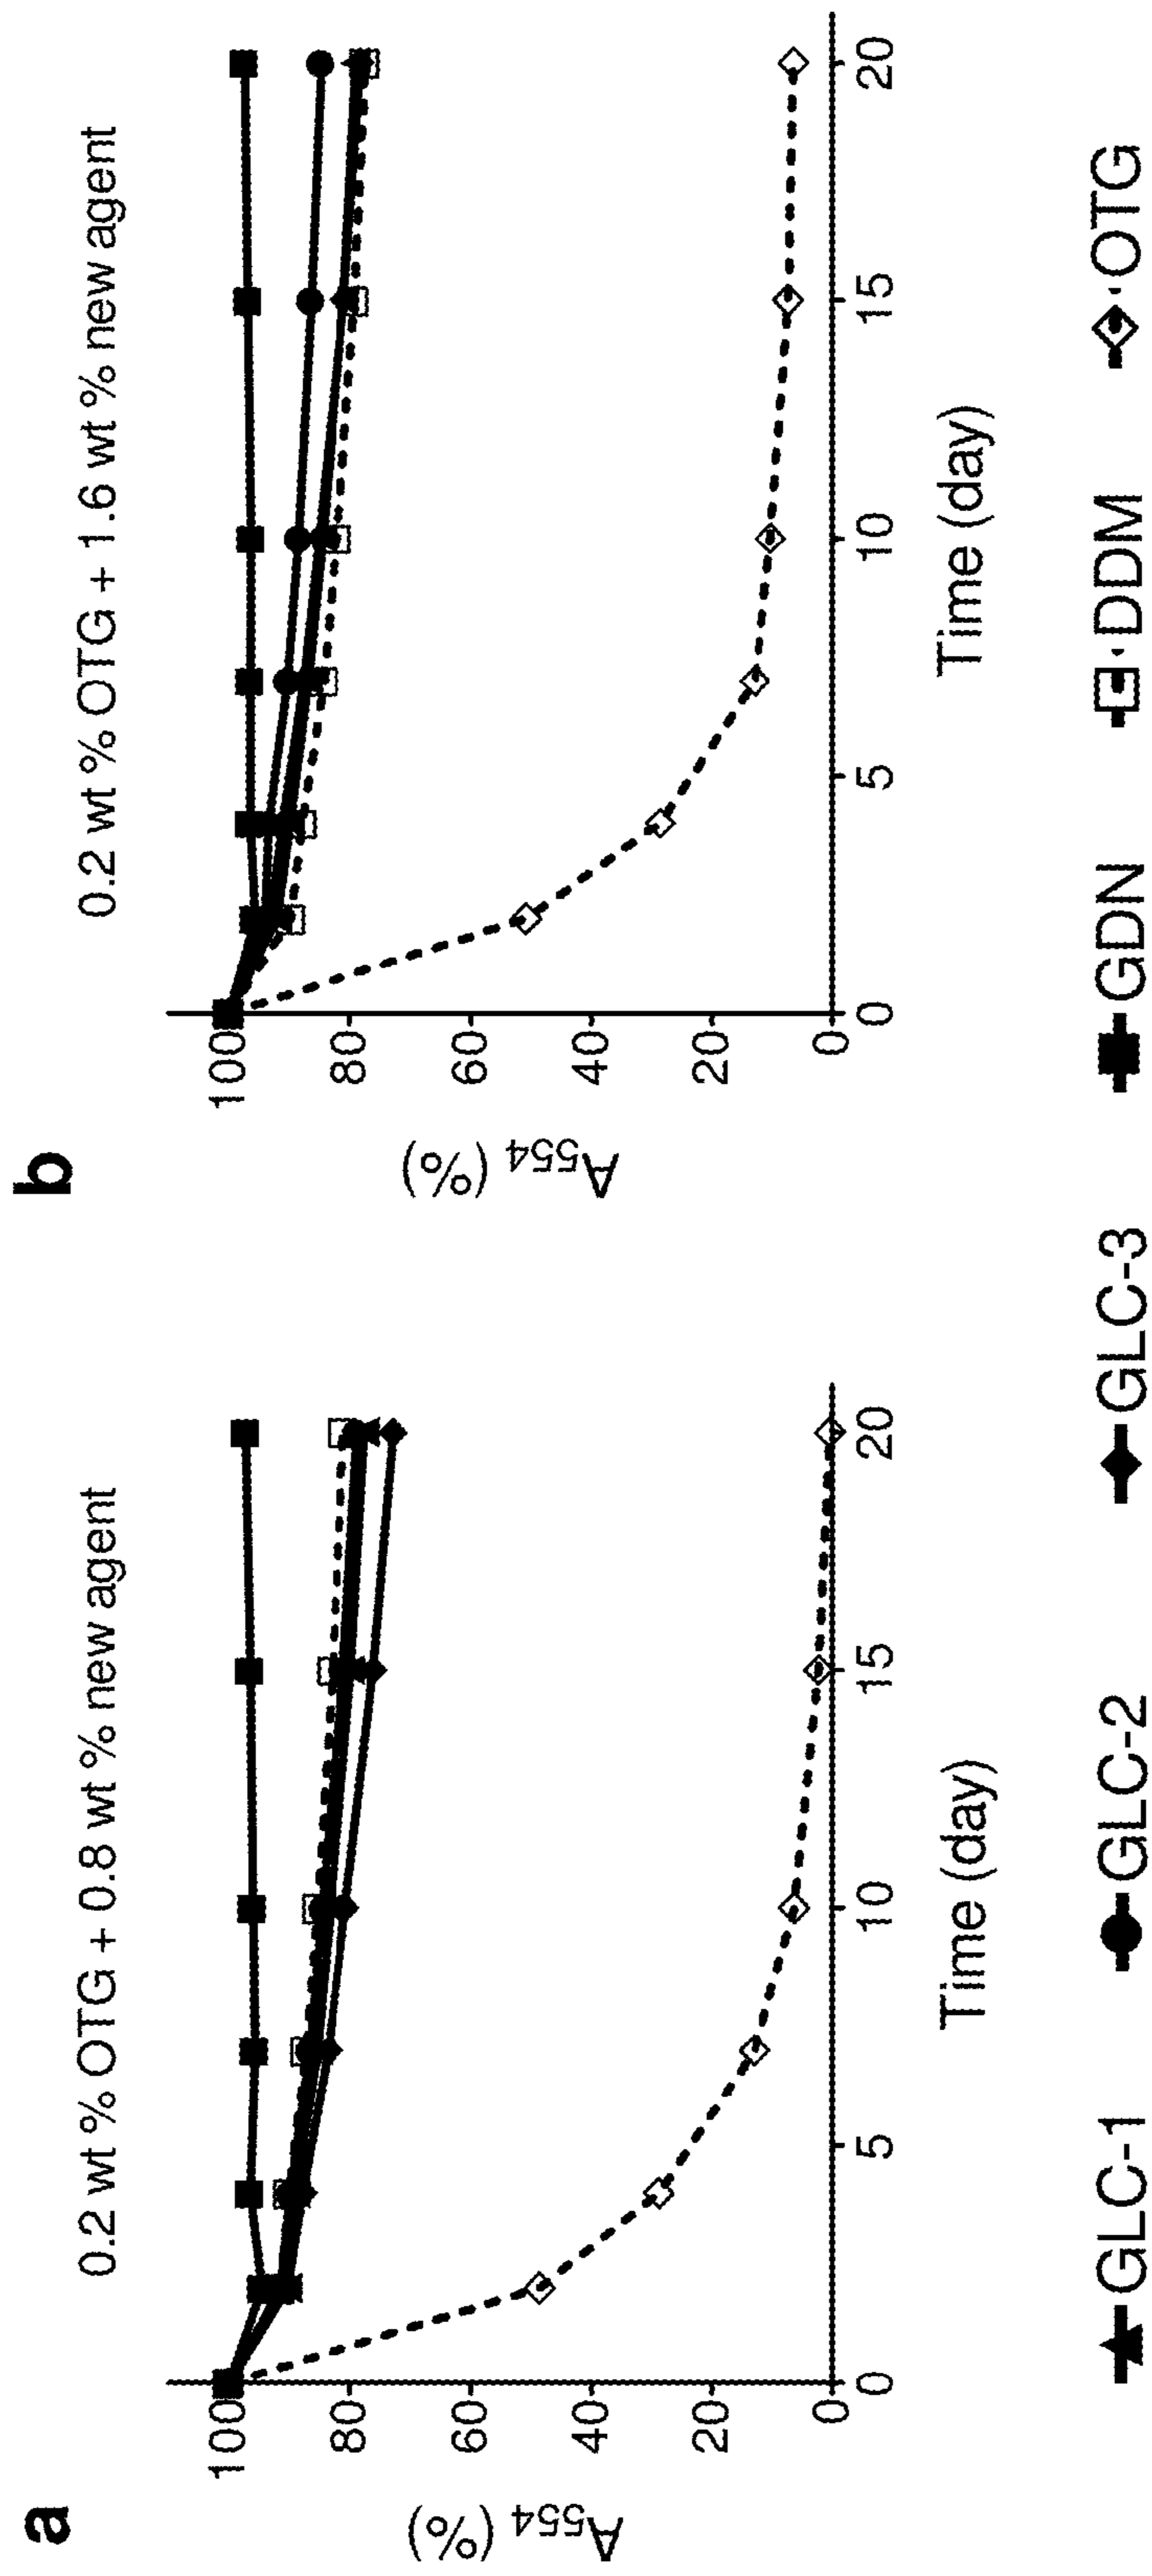 a
0.2 wt % OTG + 0.8 wt % new agent
A554 (%)
100
80
60
40
20
0
0 5 10 15 20
Time (day)
b
0.2 wt % OTG + 1.6 wt % new agent
A554 (%)
100
80
60
40
20
0
0 5 10 15 20
Time (day)
GLC-1 GLC-2 GLC-3 GDN DDM OTG